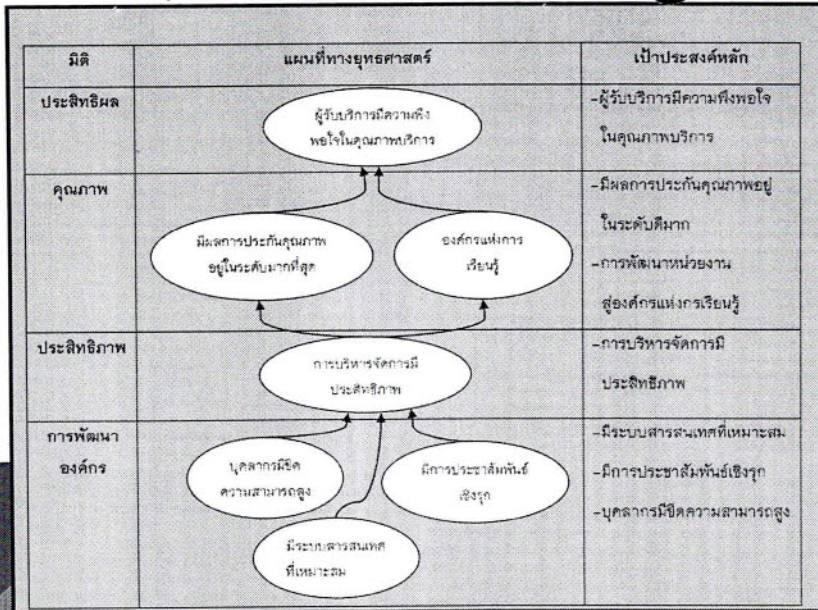 มิติ
แผนที่ทางยุทธศาสตร์
เป้าประสงค์หลัก
ประสิทธิผล
ผู้รับบริการมีความพึง
พอใจในคุณภาพบริการ
-ผู้รับบริการมีความพึงพอใจ
ในคุณภาพบริการ
คุณภาพ
มีผลการประกันคุณภาพ
อยู่ในระดับมากที่สุด
องค์กรแห่งการ
เรียนรู้
-มีผลการประกันคุณภาพอยู่
ในระดับดีมาก
-การพัฒนาหน่วยงาน
สู่องค์กรแห่งกรเรียนรู้
ประสิทธิภาพ
การบริหารจัดการมี
ประสิทธิภาพ
-การบริหารจัดการมี
ประสิทธิภาพ
การพัฒนา
องค์กร
บุคลากรมีขีด
ความสามารถสูง
มีการประชาสัมพันธ์
เชิงรุก
มีระบบสารสนเทศ
ที่เหมาะสม
-มีระบบสารสนเทศที่เหมาะสม
-มีการประชาสัมพันธ์เชิงรุก
-บุคลากรมีขีดความสามารถสูง